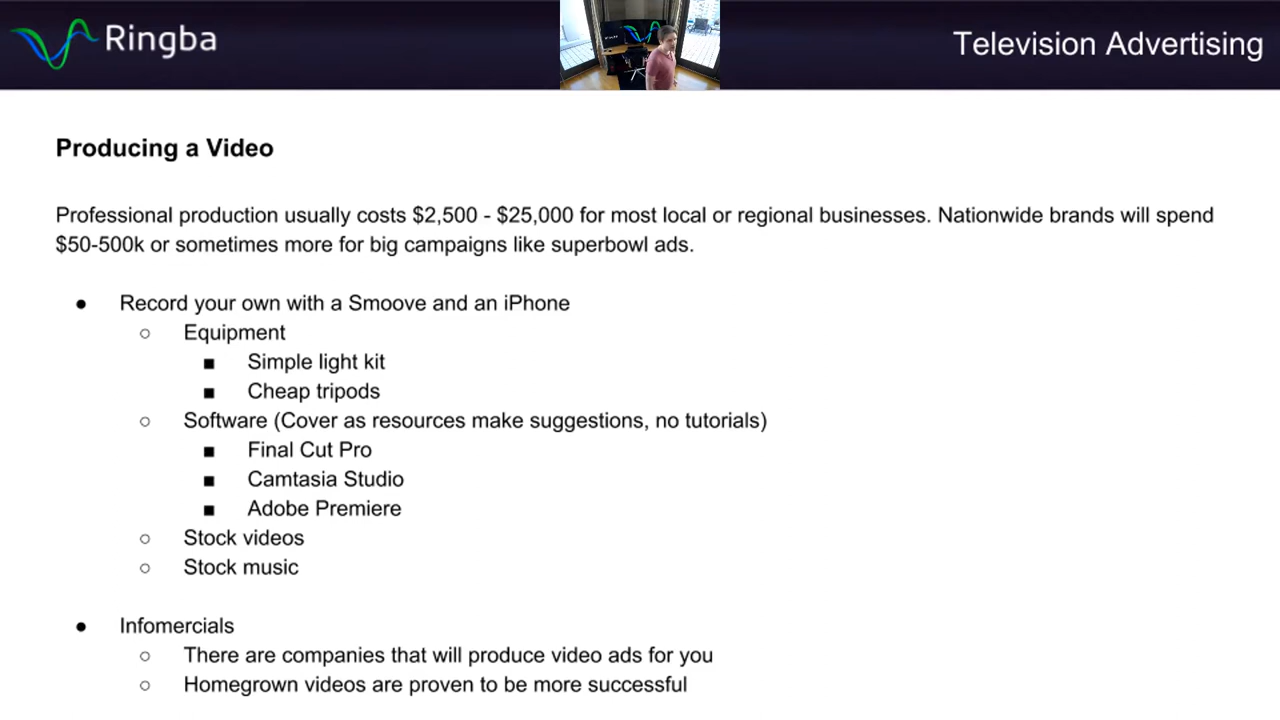 Ringba
Television Advertising
Producing a Video
Professional production usually costs $2,500 - $25,000 for most local or regional businesses. Nationwide brands will spend
$50-500k or sometimes more for big campaigns like superbowl ads.
● Record your own with a Smoove and an iPhone
○ Equipment
■ Simple light kit
■ Cheap tripods
○ Software (Cover as resources make suggestions, no tutorials)
■ Final Cut Pro
■ Camtasia Studio
■ Adobe Premiere
○ Stock videos
○ Stock music
● Infomercials
○ There are companies that will produce video ads for you
○ Homegrown videos are proven to be more successful